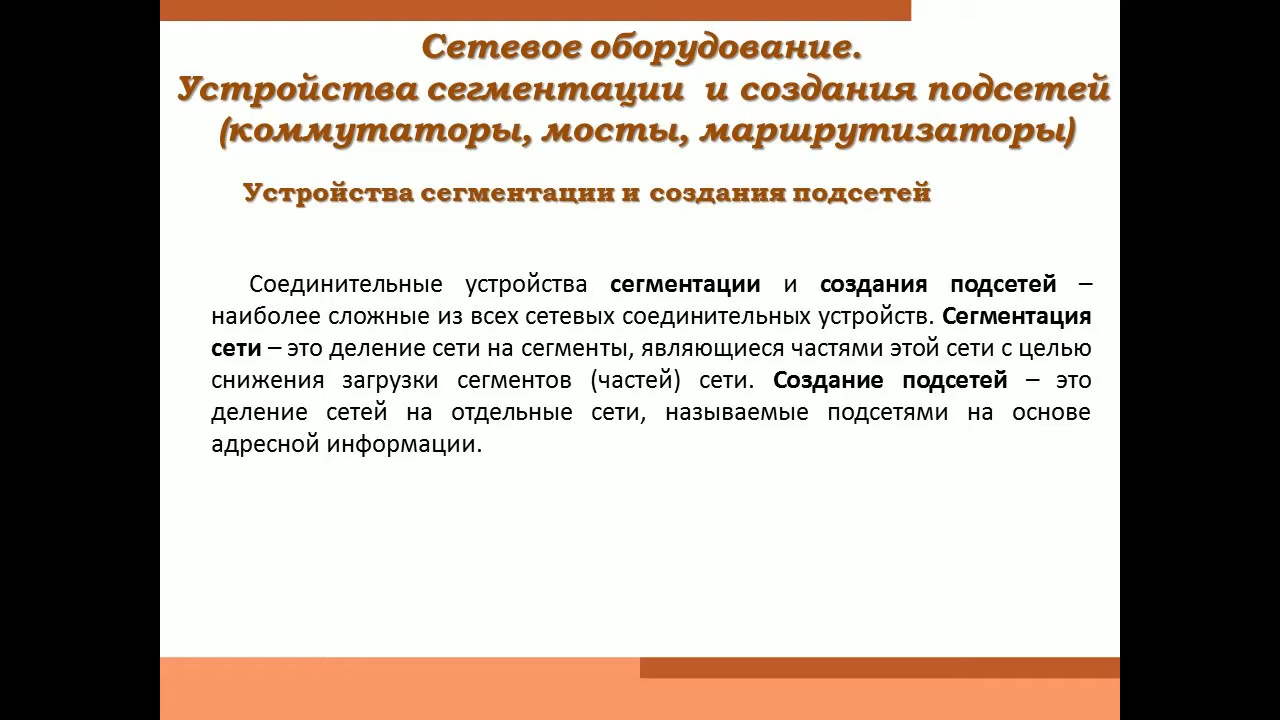 Сетевое оборудование.
Устройства сегментации и создания подсетей
(коммутаторы, мосты, маршрутизаторы)
Устройства сегментации и создания подсетей
Соединительные устройства сегментации и создания подсетей –
наиболее сложные из всех сетевых соединительных устройств. Сегментация
сети – это деление сети на сегменты, являющиеся частями этой сети с целью
снижения загрузки сегментов (частей) сети. Создание подсетей – это
деление сетей на отдельные сети, называемые подсетями на основе
адресной информации.